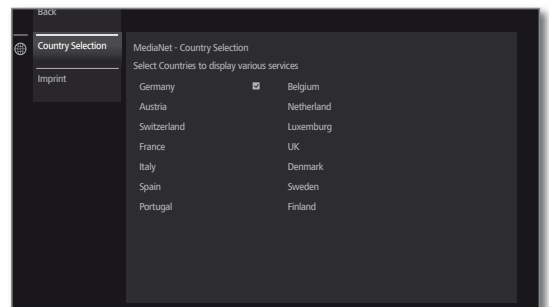 Back
Country Selection
Imprint
MediaNet - Country Selection
Select Countries to display various services
Germany Belgium
Austria Netherland
Switzerland Luxemburg
France UK
Italy Denmark
Spain Sweden
Portugal Finland